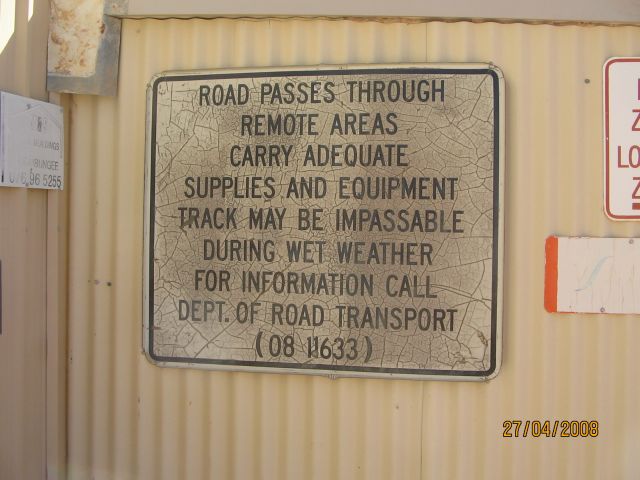 ROAD PASSES THROUGH
REMOTE AREAS
CARRY ADEQUATE
SUPPLIES AND EQUIPMENT
TRACK MAY BE IMPASSABLE
DURING WET WEATHER
FOR INFORMATION CALL
DEPT. OF ROAD TRANSPORT
(08 11633)
LO
27/04/2008